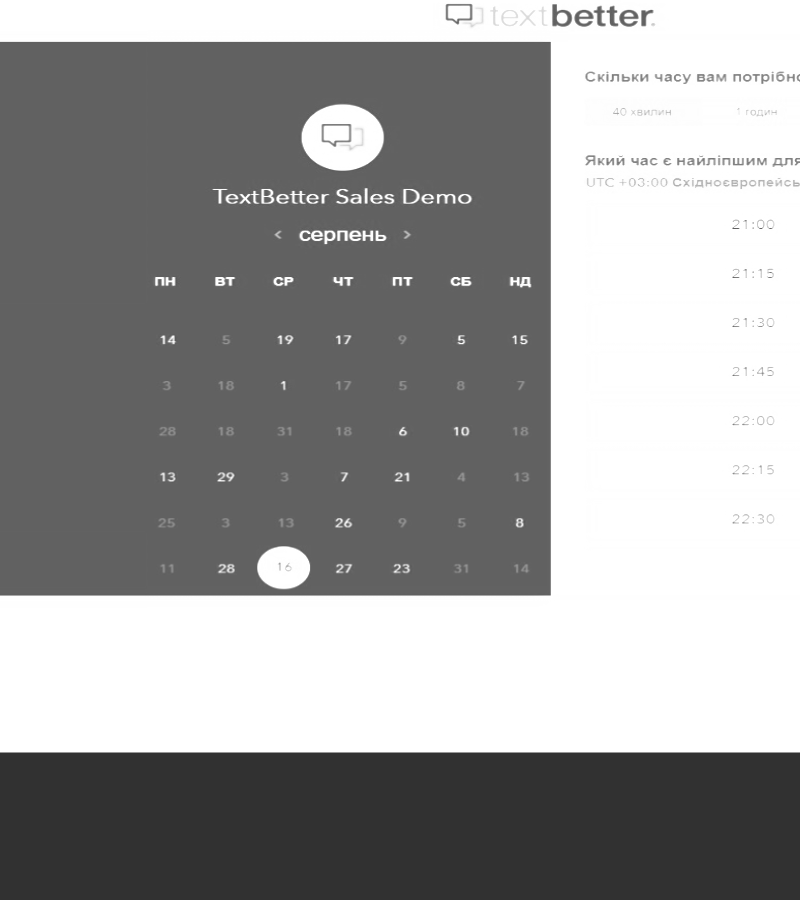 textbetter.
TextBetter Sales Demo
< серпень >
ПН ВТ СР ЧТ ПТ СБ НД
14 5 19 17 9 5 15
3 18 1 17 5 8 7
28 18 31 18 6 10 18
13 29 3 7 21 4 13
25 3 13 26 9 5 8
11 28 16 27 23 31 14
Скільки часу вам потрібно
40 хвилин 1 годин
Який час є найліпшим для
UTC +03:00 Східноєвропейсь
21:00
21:15
21:30
21:45
22:00
22:15
22:30